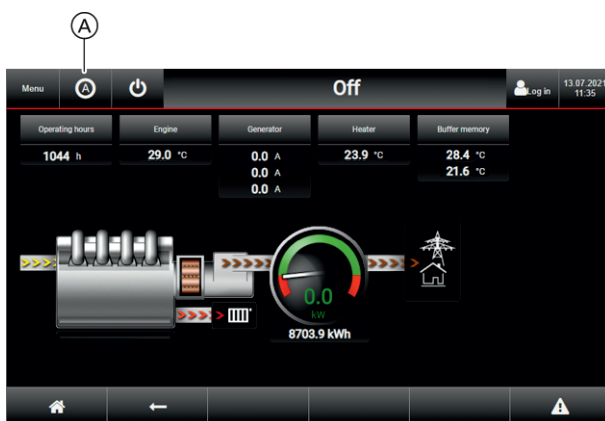 A
Menu
A
Off
Log in
13.07.2021
11:35
Operating hours
Engine
Generator
Heater
Buffer memory
1044 h
29.0 °C
0.0 A
23.9 °C
28.4 °C
0.0 A
21.6 °C
0.0 A
0.0
kW
8703.9 kWh